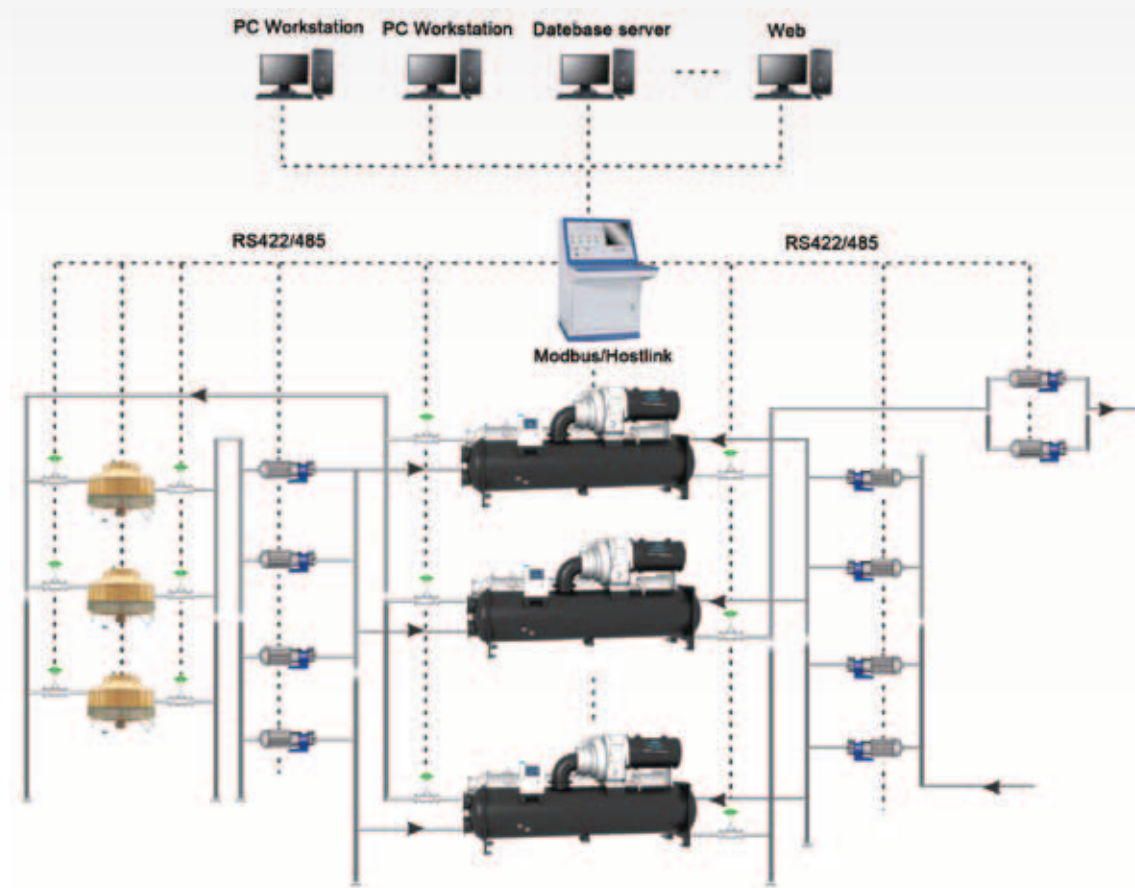 PC Workstation PC Workstation Datebase server Web
RS422/485 RS422/485
Modbus/Hostlink